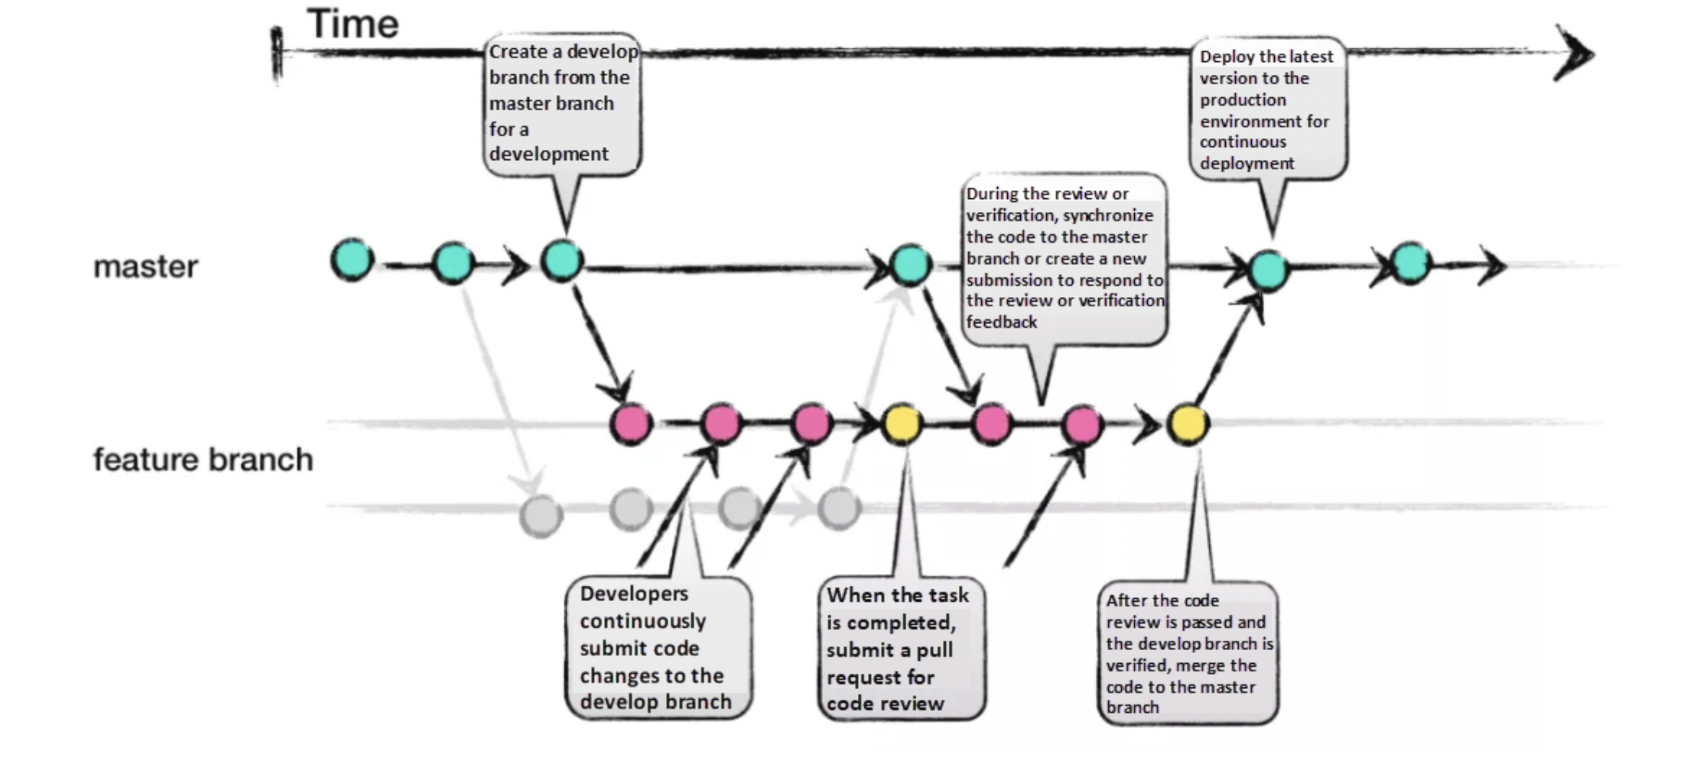 Time
Create a develop
branch from the
master branch
for a
development
Deploy the latest
version to the
production
environment for
continuous
deployment
During the review or
verification, synchronize
the code to the master
branch or create a new
submission to respond to
the review or verification
feedback
master
feature branch
Developers
continuously
submit code
changes to the
develop branch
When the task
is completed,
submit a pull
request for
code review
After the code
review is passed and
the develop branch is
verified, merge the
code to the master
branch